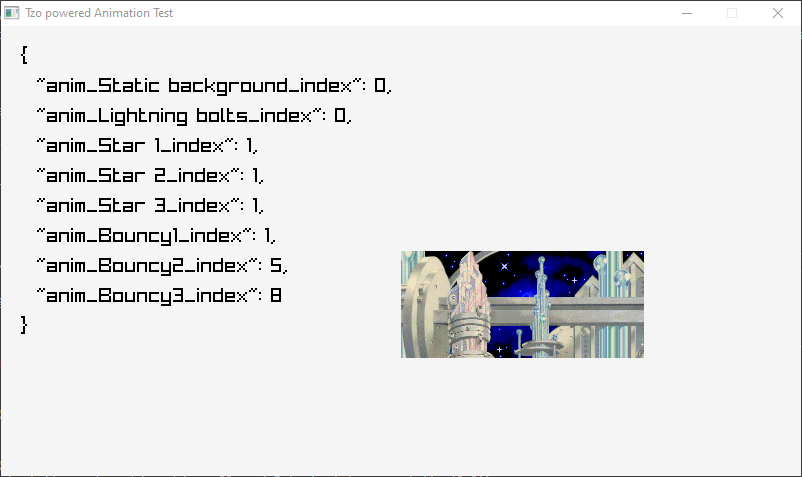 Tzo powered Animation Test
{
"anim_Static background_index": 0,
"anim_Lightning bolts_index": 0,
"anim_Star 1_index": 1,
"anim_Star 2_index": 1,
"anim_Star 3_index": 1,
"anim_Bouncy1_index": 1,
"anim_Bouncy2_index": 5,
"anim_Bouncy3_index": 8
}